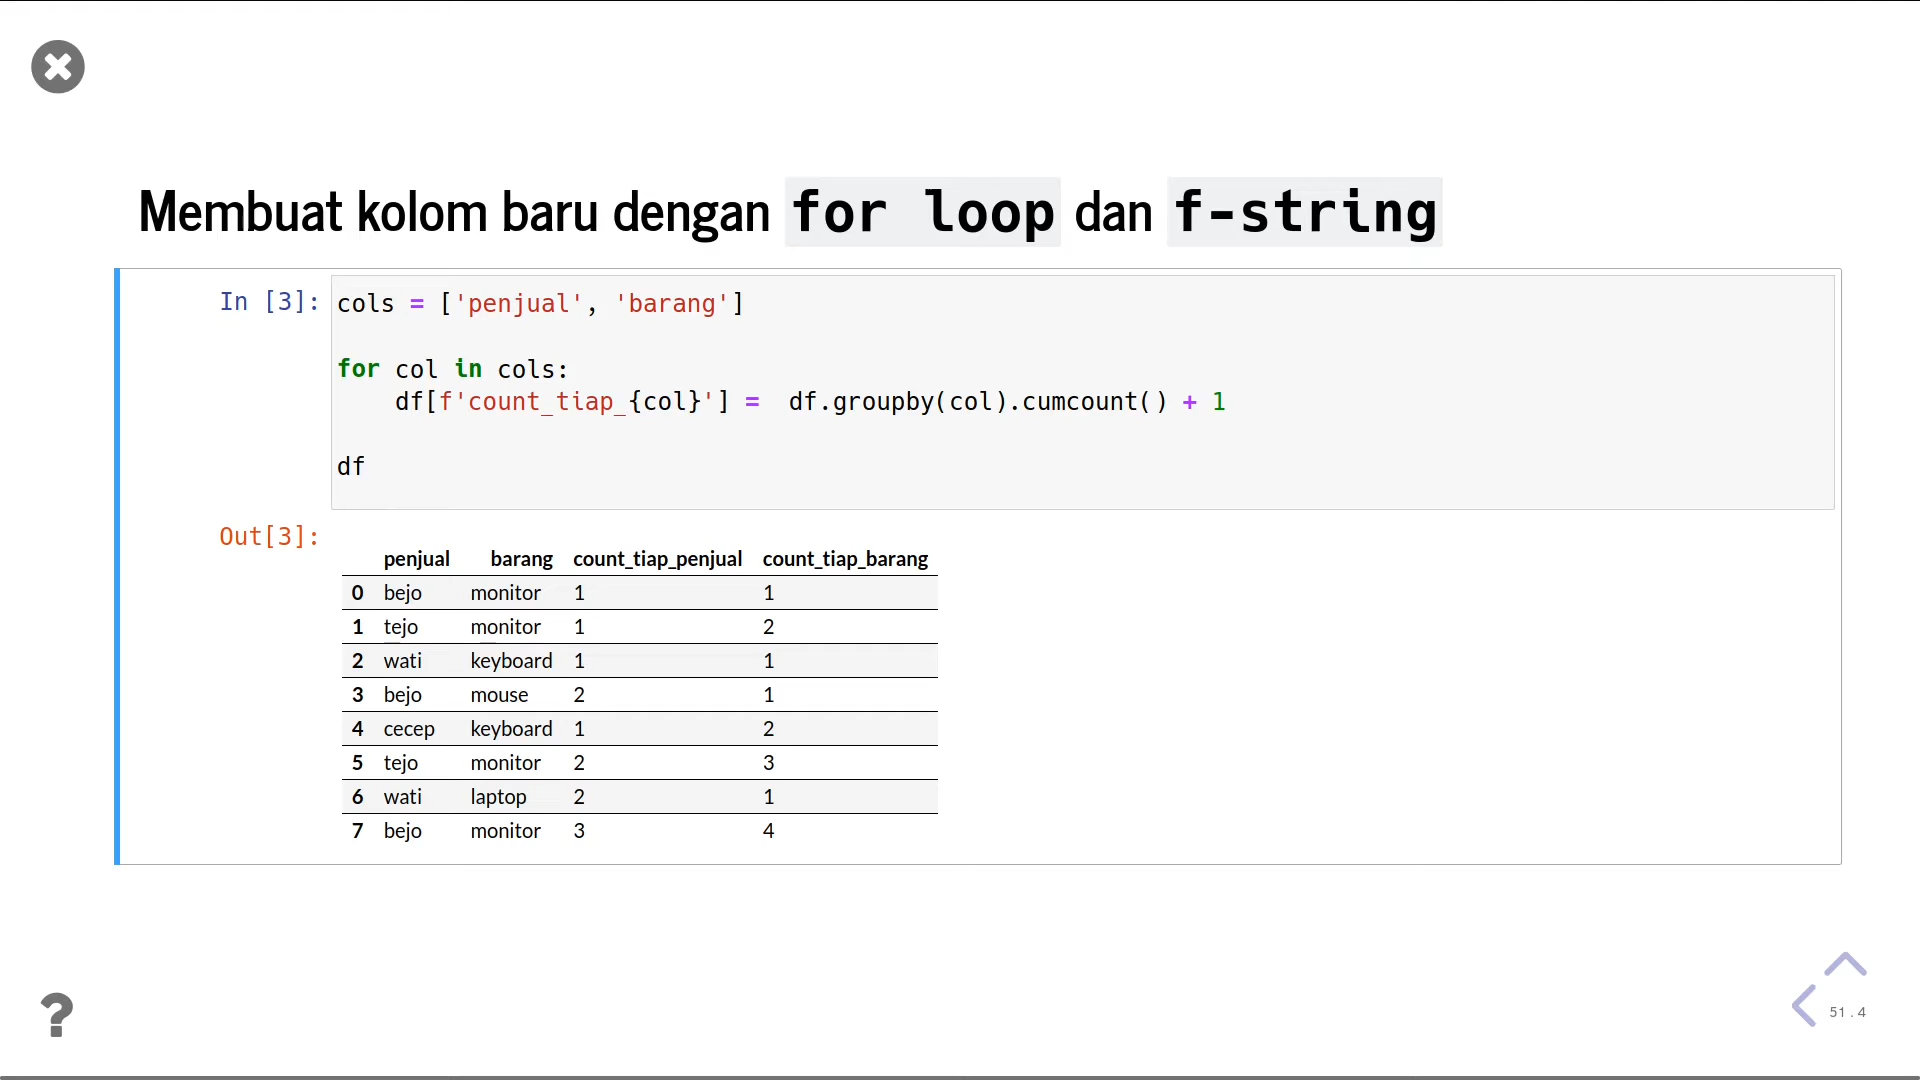 Membuat kolom baru dengan for loop dan f-string
In [3]: cols = ['penjual', 'barang']
for col in cols:
    df[f'count_tiap_{col}'] =  df.groupby(col).cumcount() + 1
df
Out[3]:
penjual barang count_tiap_penjual count_tiap_barang
0 bejo monitor 1 1
1 tejo monitor 1 2
2 wati keyboard 1 1
3 bejo mouse 2 1
4 cecep keyboard 1 2
5 tejo monitor 2 3
6 wati laptop 2 1
7 bejo monitor 3 4
?
51.4